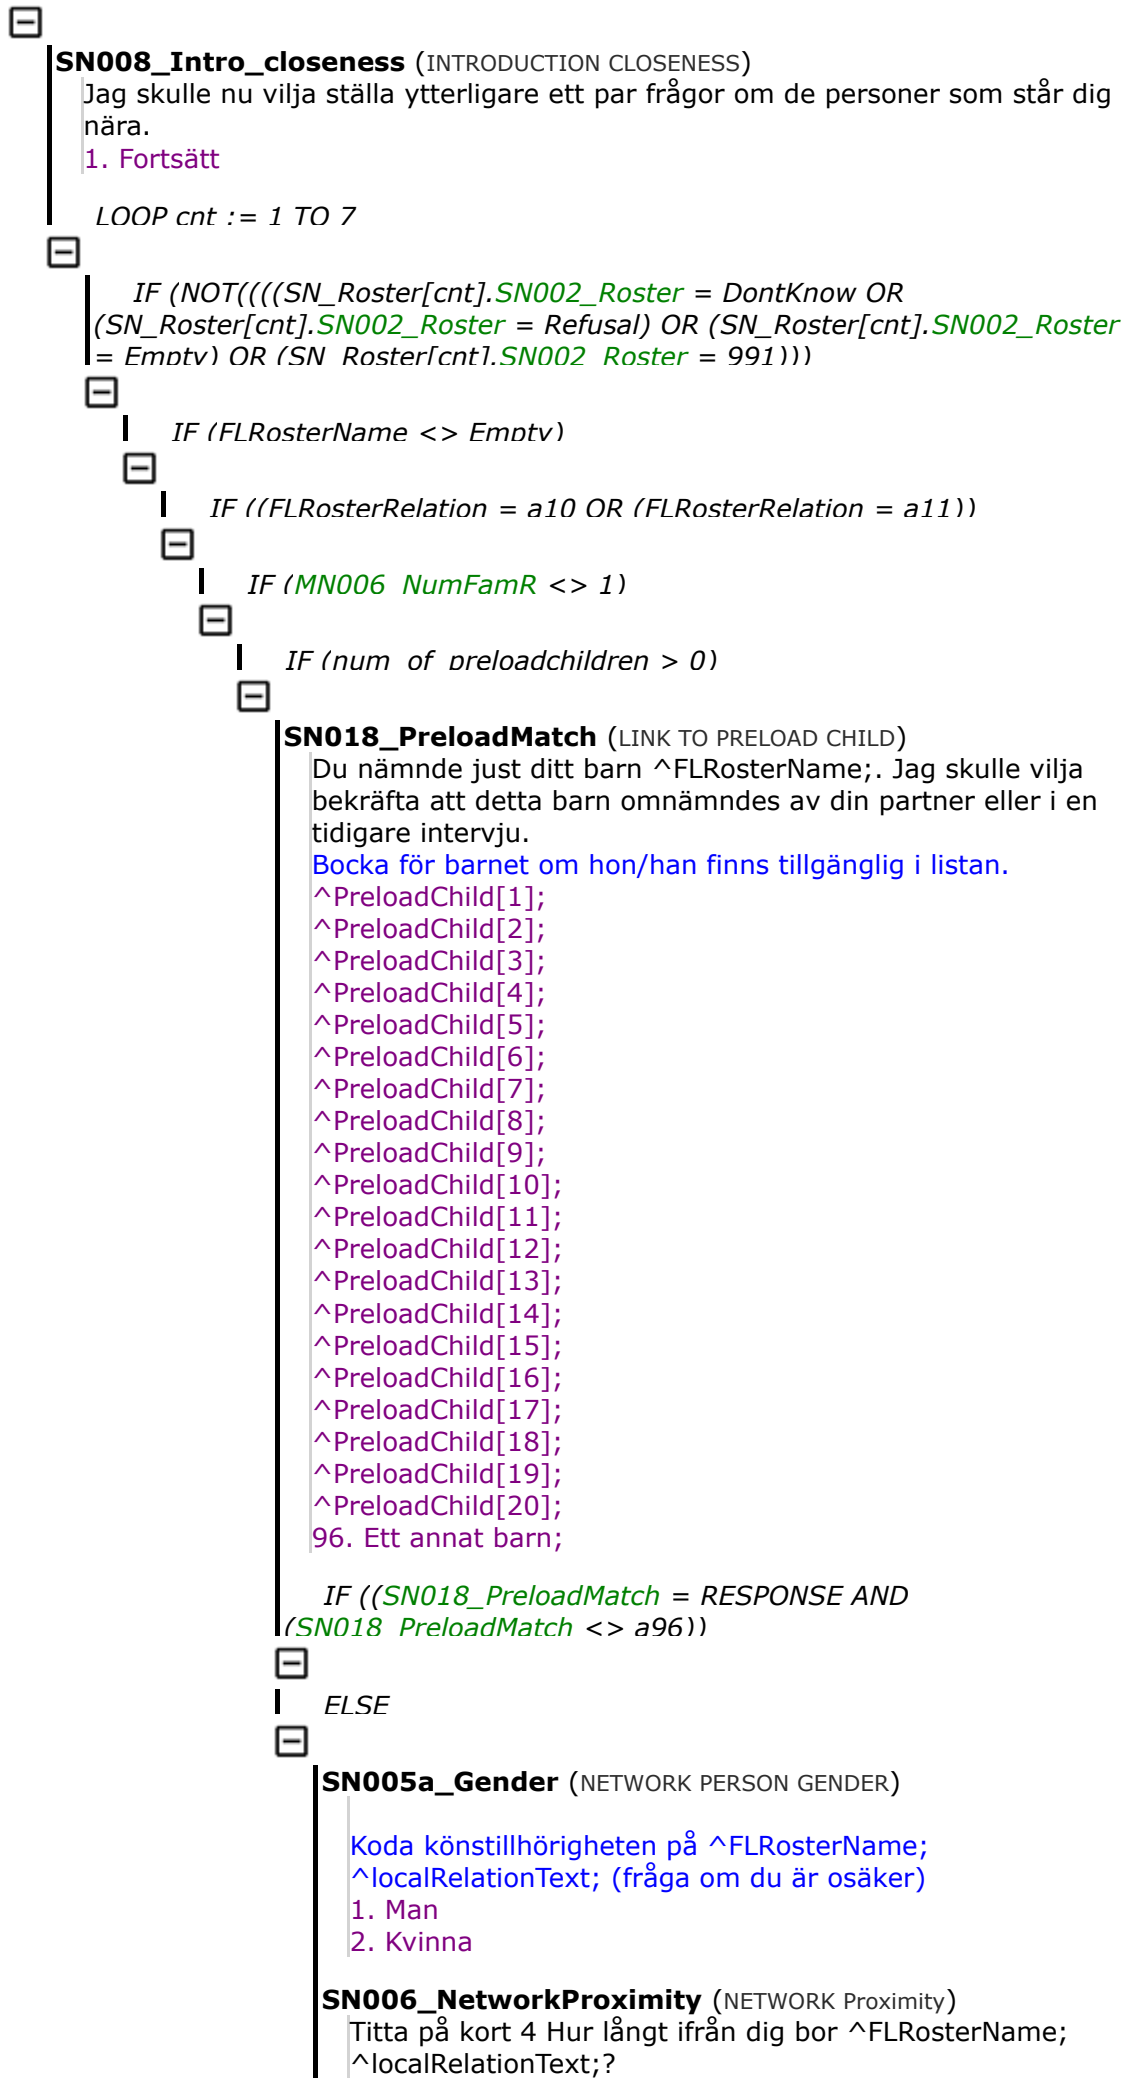 SN008_Intro_closeness (INTRODUCTION CLOSENESS)
Jag skulle nu vilja ställa ytterligare ett par frågor om de personer som står dig
nära.
1. Fortsätt
LOOP cnt := 1 TO 7
IF (NOT((((SN_Roster[cnt].SN002_Roster = DontKnow OR
(SN_Roster[cnt].SN002_Roster = Refusal) OR (SN_Roster[cnt].SN002_Roster
= Empty) OR (SN_Roster[cnt].SN002_Roster = 991)))
IF (FLRosterName <> Empty)
IF ((FLRosterRelation = a10 OR (FLRosterRelation = a11))
IF (MN006_NumFamR <> 1)
IF (num_of_preloadchildren > 0)
SN018_PreloadMatch (LINK TO PRELOAD CHILD)
Du nämnde just ditt barn ^FLRosterName;. Jag skulle vilja
bekräfta att detta barn omnämndes av din partner eller i en
tidigare intervju.
Bocka för barnet om hon/han finns tillgänglig i listan.
^PreloadChild[1];
^PreloadChild[2];
^PreloadChild[3];
^PreloadChild[4];
^PreloadChild[5];
^PreloadChild[6];
^PreloadChild[7];
^PreloadChild[8];
^PreloadChild[9];
^PreloadChild[10];
^PreloadChild[11];
^PreloadChild[12];
^PreloadChild[13];
^PreloadChild[14];
^PreloadChild[15];
^PreloadChild[16];
^PreloadChild[17];
^PreloadChild[18];
^PreloadChild[19];
^PreloadChild[20];
96. Ett annat barn;
IF ((SN018_PreloadMatch = RESPONSE AND
(SN018_PreloadMatch <> a96))
ELSE
SN005a_Gender (NETWORK PERSON GENDER)
Koda könstillhörigheten på ^FLRosterName;
^localRelationText; (fråga om du är osäker)
1. Man
2. Kvinna
SN006_NetworkProximity (NETWORK Proximity)
Titta på kort 4 Hur långt ifrån dig bor ^FLRosterName;
^localRelationText;?